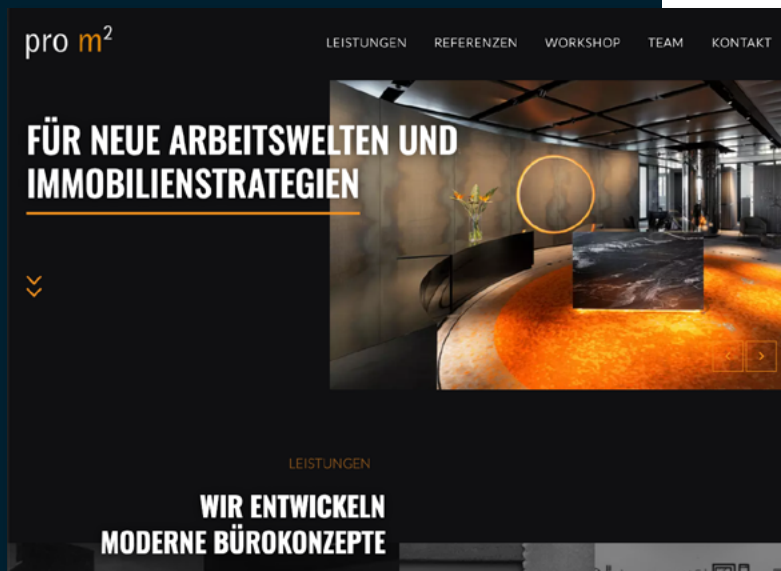 pro m²
LEISTUNGEN REFERENZEN WORKSHOP TEAM KONTAKT
FÜR NEUE ARBEITSWELTEN UND
IMMOBILIENSTRATEGIEN
LEISTUNGEN
WIR ENTWICKELN
MODERNE BÜROKONZEPTE